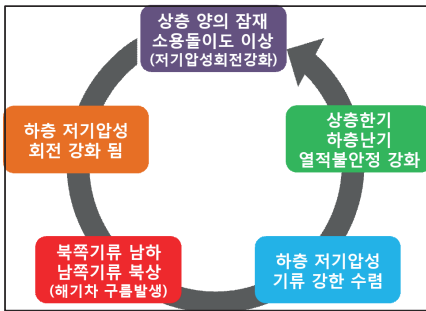 상층 양의 잠재
소용돌이도 이상
(저기압성회전강화)
하층 저기압성
회전 강화 됨
상층한기
하층난기
열적불안정 강화
북쪽기류 남하
남쪽기류 북상
(해기차 구름발생)
하층 저기압성
기류 강한 수렴